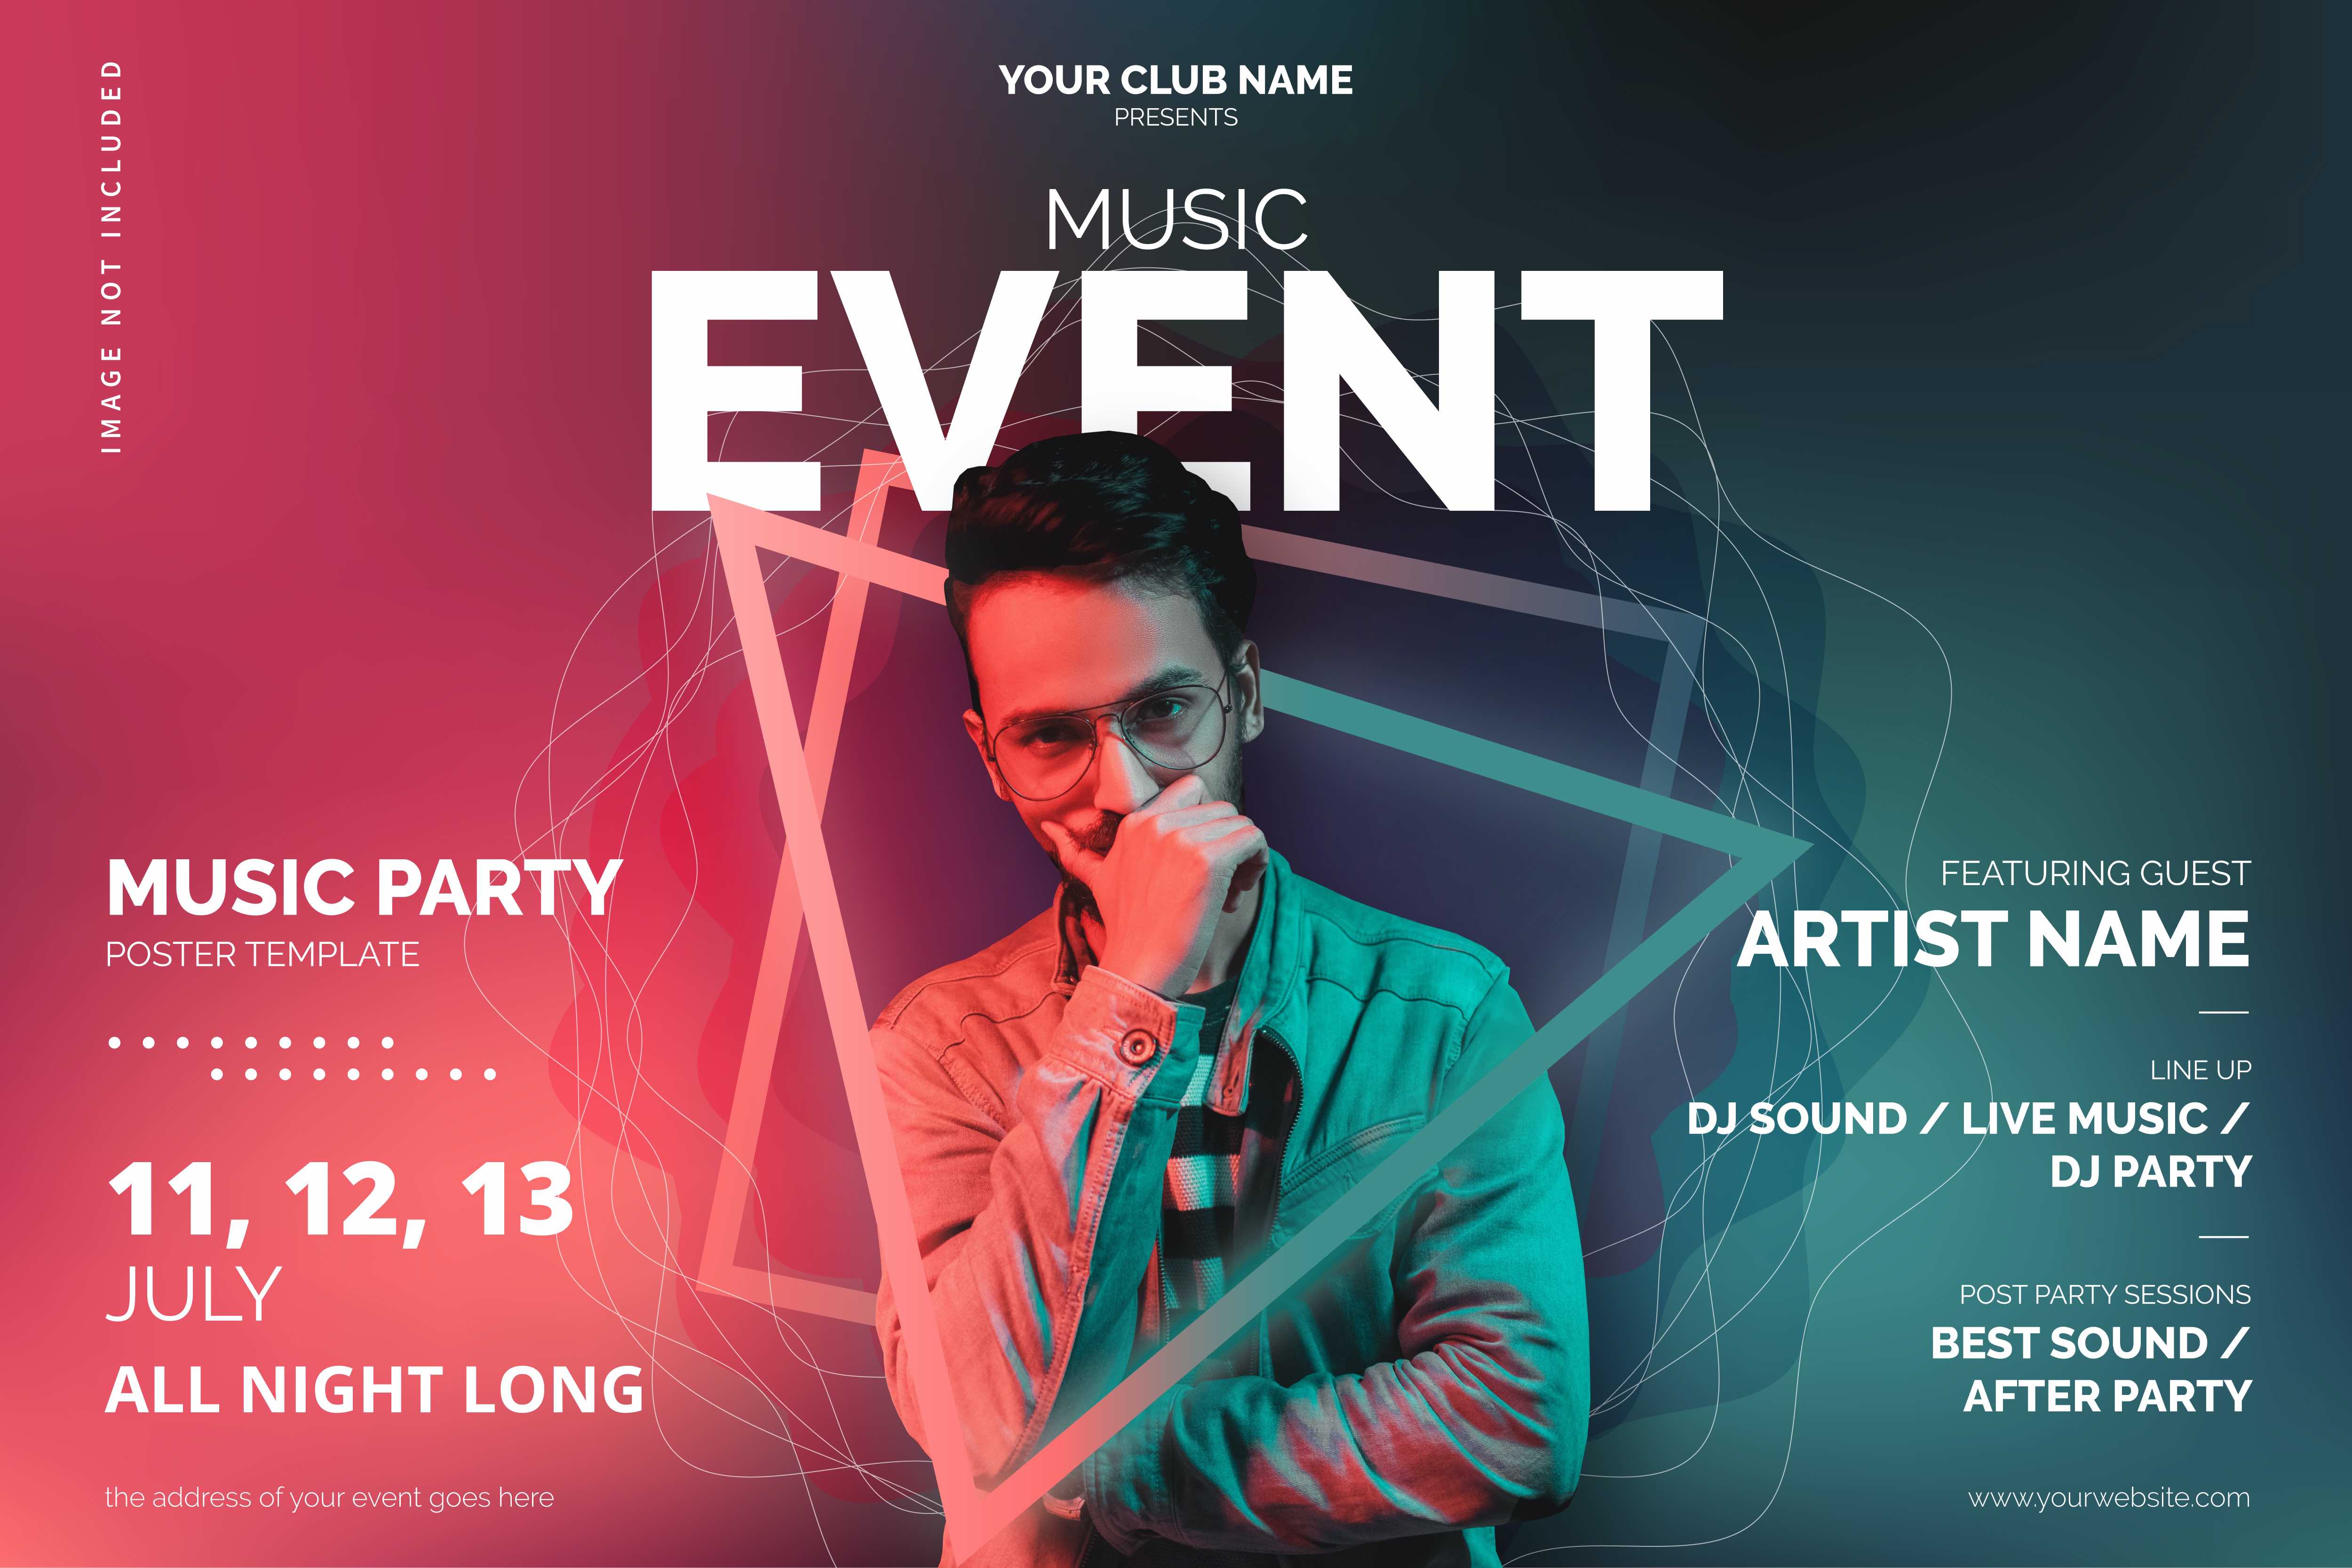 IMAGE NOT INCLUDED
YOUR CLUB NAME
PRESENTS
MUSIC
EVENT
MUSIC PARTY
POSTER TEMPLATE
11, 12, 13
JULY
ALL NIGHT LONG
the address of your event goes here
FEATURING GUEST
ARTIST NAME
LINE UP
DJ SOUND / LIVE MUSIC /
DJ PARTY
POST PARTY SESSIONS
BEST SOUND /
AFTER PARTY
www.yourwebsite.com